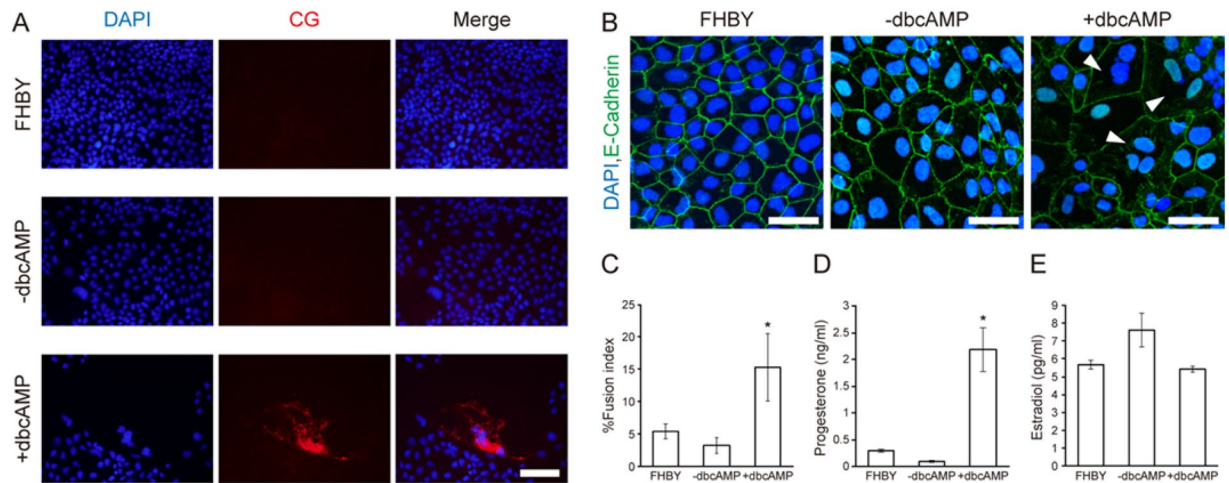 A
DAPI
CG
Merge
FHBY
-dbcAMP
+dbcAMP
B
FHBY
-dbcAMP
+dbcAMP
DAPI,E-Cadherin
C
%Fusion index
25
20
15
10
5
0
*
FHBY
-dbcAMP
+dbcAMP
D
Progesterone (ng/ml)
3
2.5
2
1.5
1
0.5
0
*
FHBY
-dbcAMP
+dbcAMP
E
Estradiol (pg/ml)
9
8
7
6
5
4
3
2
1
0
FHBY
-dbcAMP
+dbcAMP